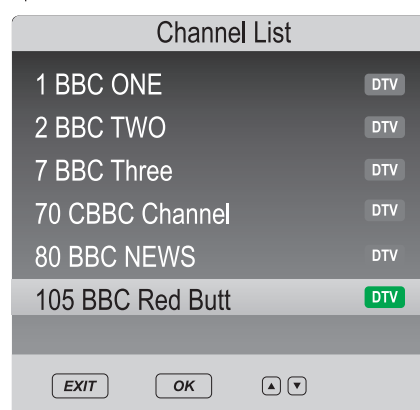 Channel List
1 BBC ONE DTV
2 BBC TWO DTV
7 BBC Three DTV
70 CBBC Channel DTV
80 BBC NEWS DTV
105 BBC Red Butt DTV
EXIT OK ▲ ▼